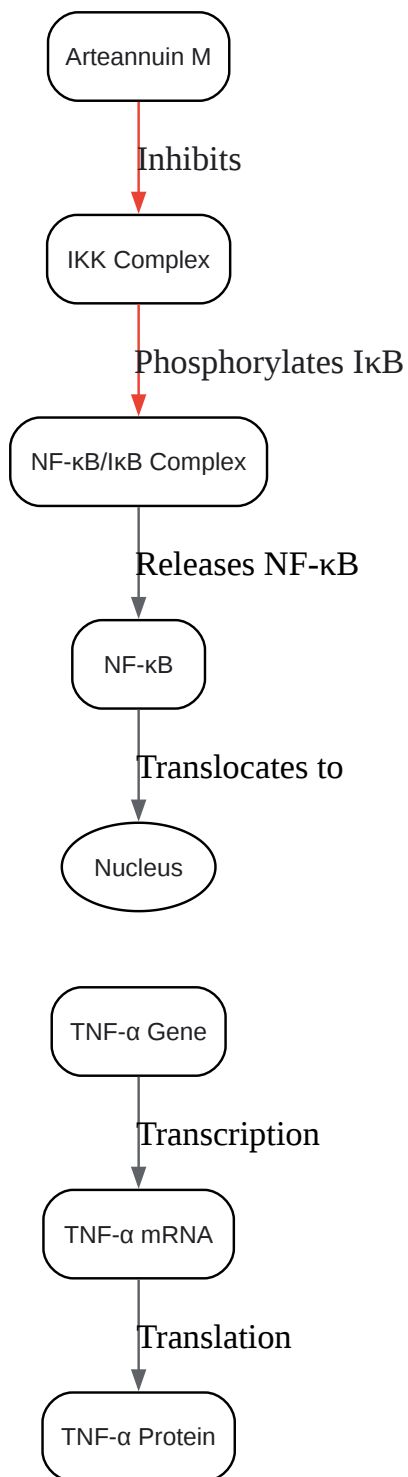 Arteannuin M
Inhibits
IKK Complex
Phosphorylates IκB
NF-κB/IκB Complex
Releases NF-κB
NF-κB
Translocates to
Nucleus
TNF-α Gene
Transcription
TNF-α mRNA
Translation
TNF-α Protein